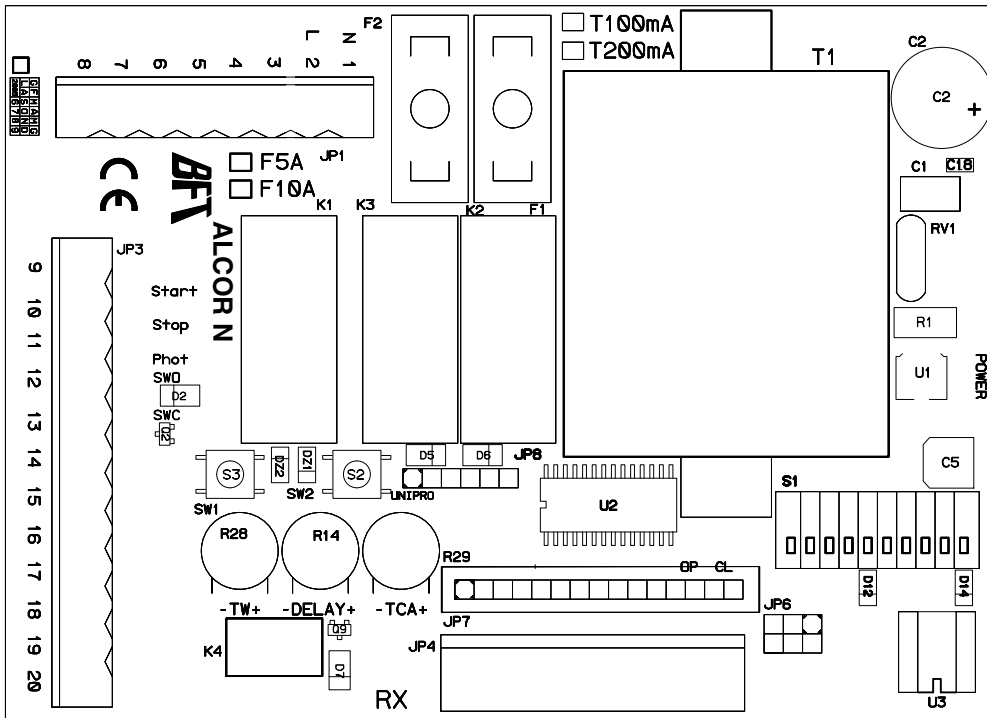 F2
T100mA
T200mA
T1
C2
C2
+
N 1
L 2
3
4
5
6
7
8
JP1
F5A
F10A
CE
BFT
ALCOR N
K1
K3
K2
F1
C1
C18
RV1
R1
U1
POWER
JP3
9
10
11
12
13
14
15
16
17
18
19
20
Start
Stop
Phot
SWO
D2
SWC
Q2
S3
DZ2
DZ1
S2
SW1
SW2
D5
D6
JP8
UNIPRO
U2
S1
C5
R28
R14
R29
-TW+
-DELAY+
-TCA+
OP CL
JP7
JP6
D12
D14
K4
Q9
D7
JP4
RX
U3